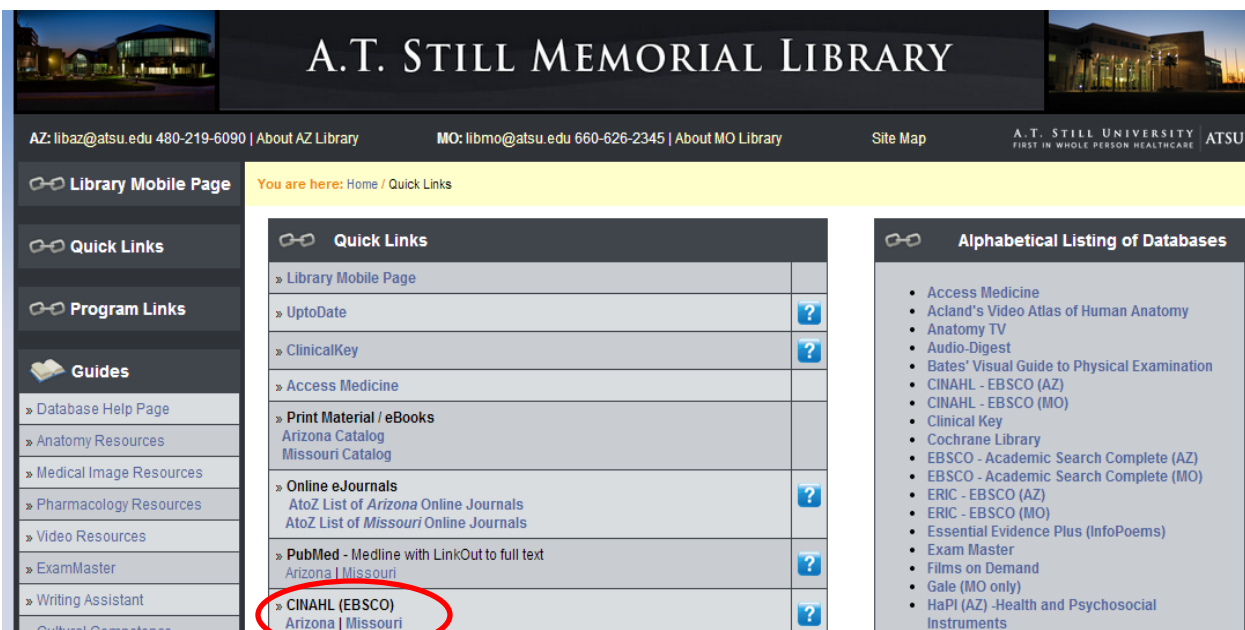 A.T. STILL MEMORIAL LIBRARY
AZ: libaz@atsu.edu 480-219-6090 | About AZ Library
MO: libmo@atsu.edu 660-626-2345 | About MO Library
Site Map
A.T. STILL UNIVERSITY ATSU
FIRST IN WHOLE PERSON HEALTHCARE
Library Mobile Page
Quick Links
Program Links
Guides
» Database Help Page
» Anatomy Resources
» Medical Image Resources
» Pharmacology Resources
» Video Resources
» ExamMaster
» Writing Assistant
Cultural Competence
You are here: Home / Quick Links
Quick Links
» Library Mobile Page
» UptoDate ?
» ClinicalKey ?
» Access Medicine
» Print Material / eBooks
Arizona Catalog
Missouri Catalog
» Online eJournals ?
AtoZ List of Arizona Online Journals
AtoZ List of Missouri Online Journals
» PubMed - Medline with LinkOut to full text ?
Arizona | Missouri
» CINAHL (EBSCO) ?
Arizona | Missouri
Alphabetical Listing of Databases
• Access Medicine
• Acland's Video Atlas of Human Anatomy
• Anatomy TV
• Audio-Digest
• Bates' Visual Guide to Physical Examination
• CINAHL - EBSCO (AZ)
• CINAHL - EBSCO (MO)
• Clinical Key
• Cochrane Library
• EBSCO - Academic Search Complete (AZ)
• EBSCO - Academic Search Complete (MO)
• ERIC - EBSCO (AZ)
• ERIC - EBSCO (MO)
• Essential Evidence Plus (InfoPoems)
• Exam Master
• Films on Demand
• Gale (MO only)
• HaPI (AZ) -Health and Psychosocial
Instruments